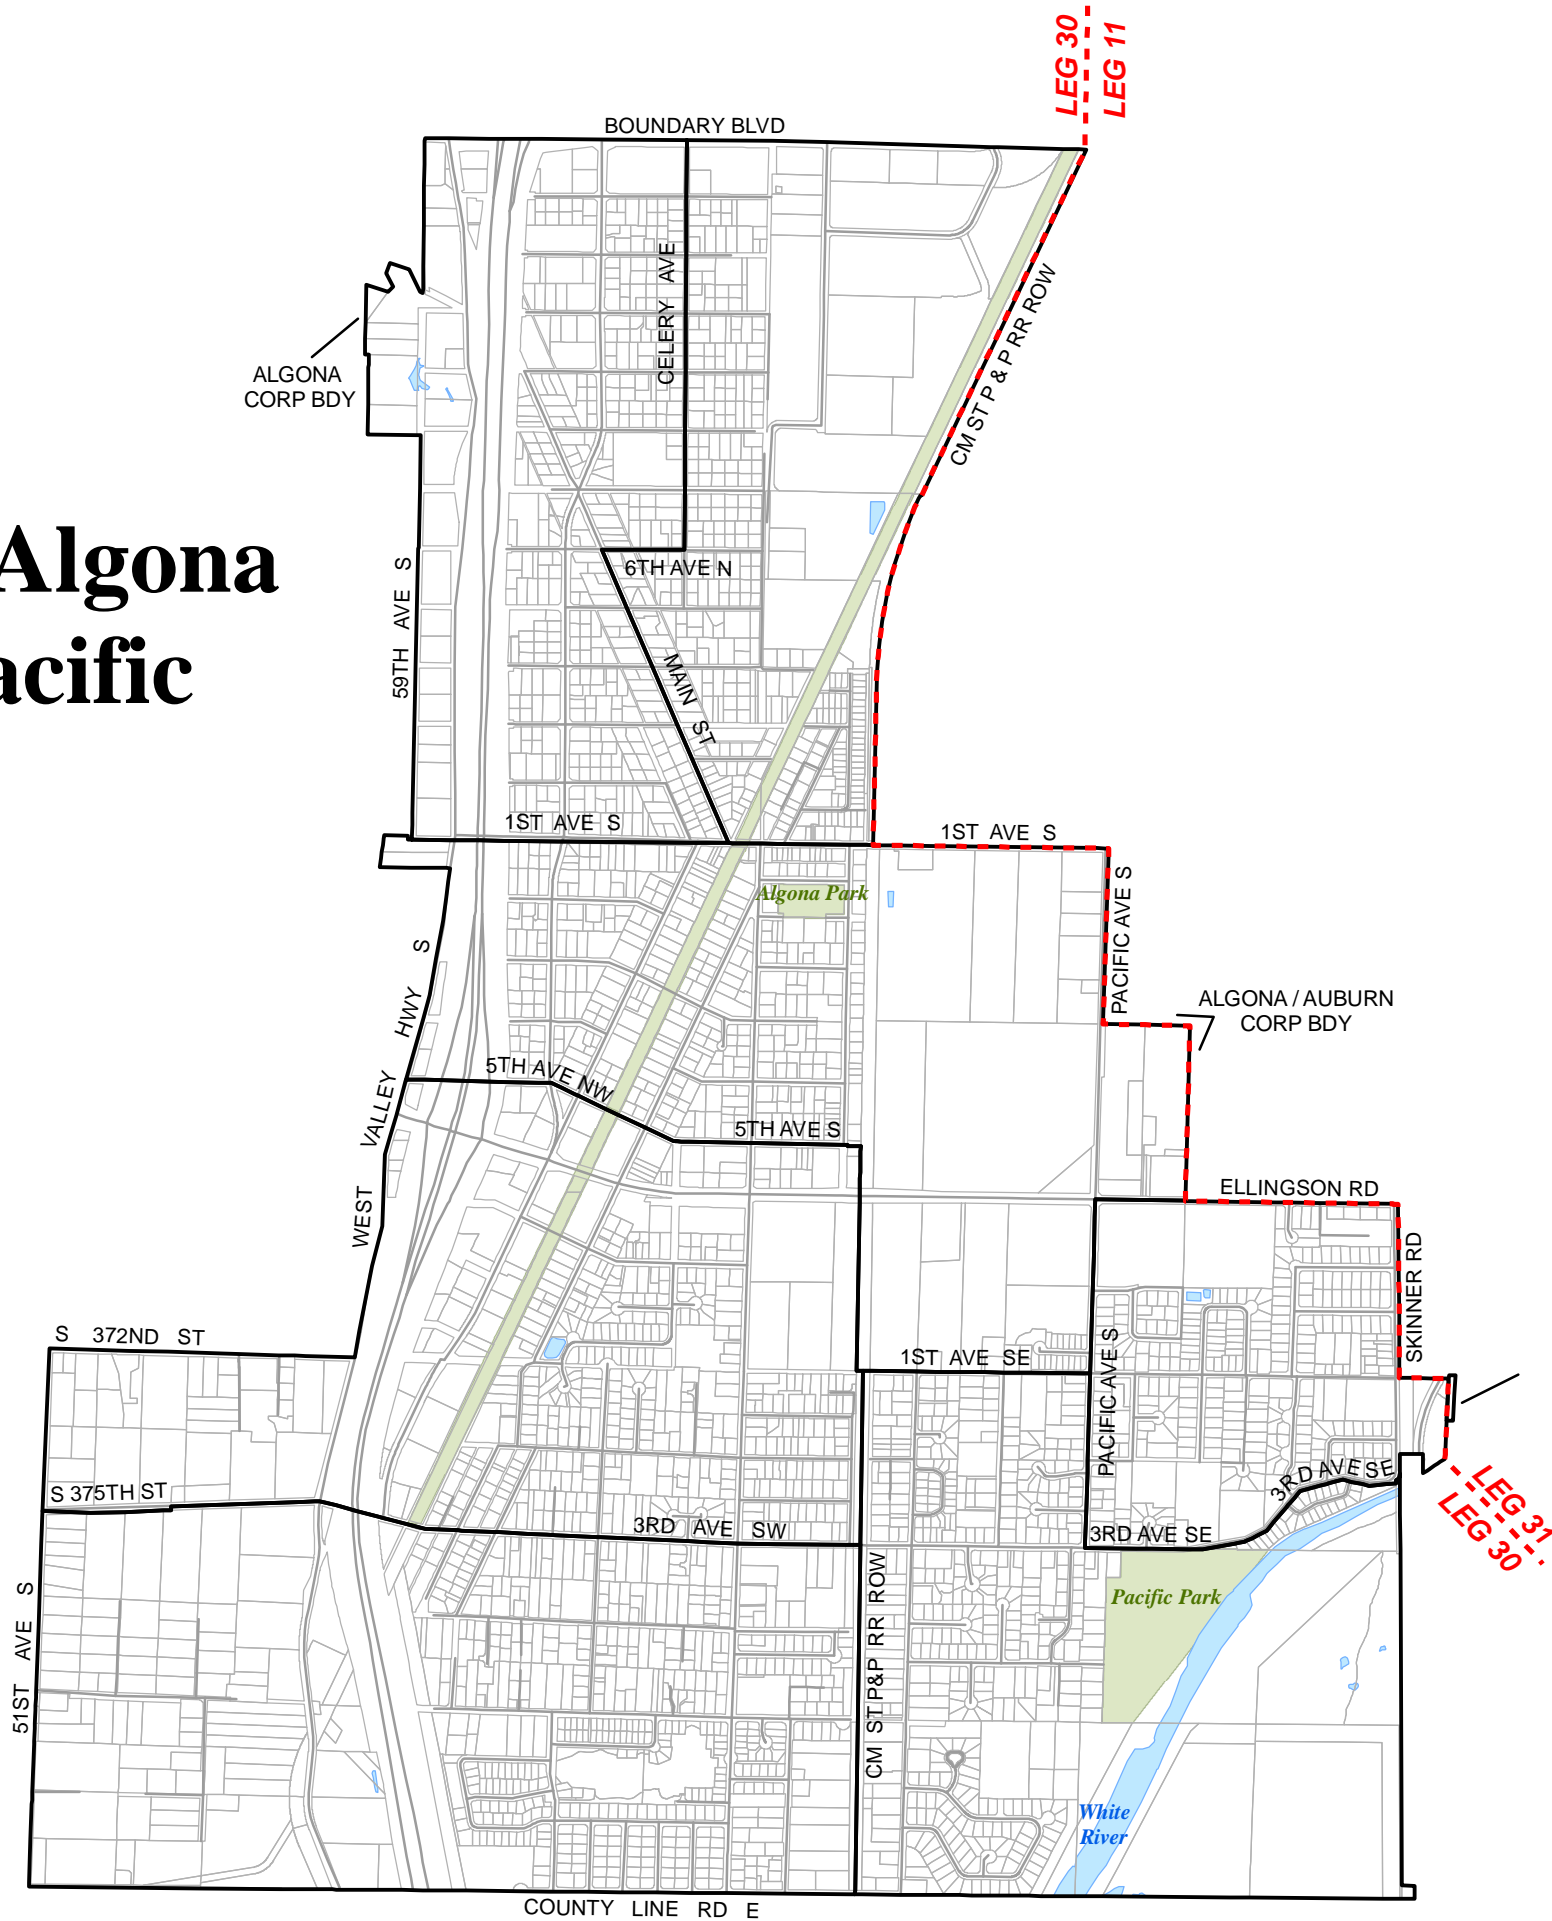 LEG 30
LEG 11
BOUNDARY BLVD
CELERY AVE
CM ST P & P RR ROW
ALGONA
CORP BDY
Algona
acific
59TH AVE S
6TH AVE N
MAIN ST
1ST AVE S
1ST AVE S
Algona Park
PACIFIC AVE S
ALGONA / AUBURN
CORP BDY
WEST VALLEY HWY S
5TH AVE NW
5TH AVE S
ELLINGSON RD
SKINNER RD
S 372ND ST
1ST AVE SE
PACIFIC AVE S
S 375TH ST
3RD AVE SW
3RD AVE SE
3RD AVE SE
LEG 31
LEG 30
51ST AVE S
CM ST P&P RR ROW
Pacific Park
White
River
COUNTY LINE RD E